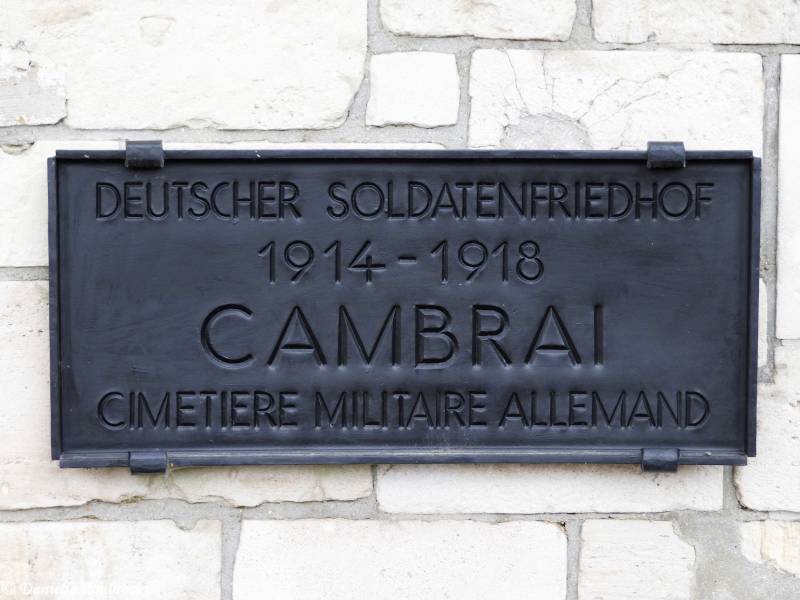 DEUTSCHER SOLDATENFRIEDHOF
1914-1918
CAMBRAI
CIMETIERE MILITAIRE ALLEMAND